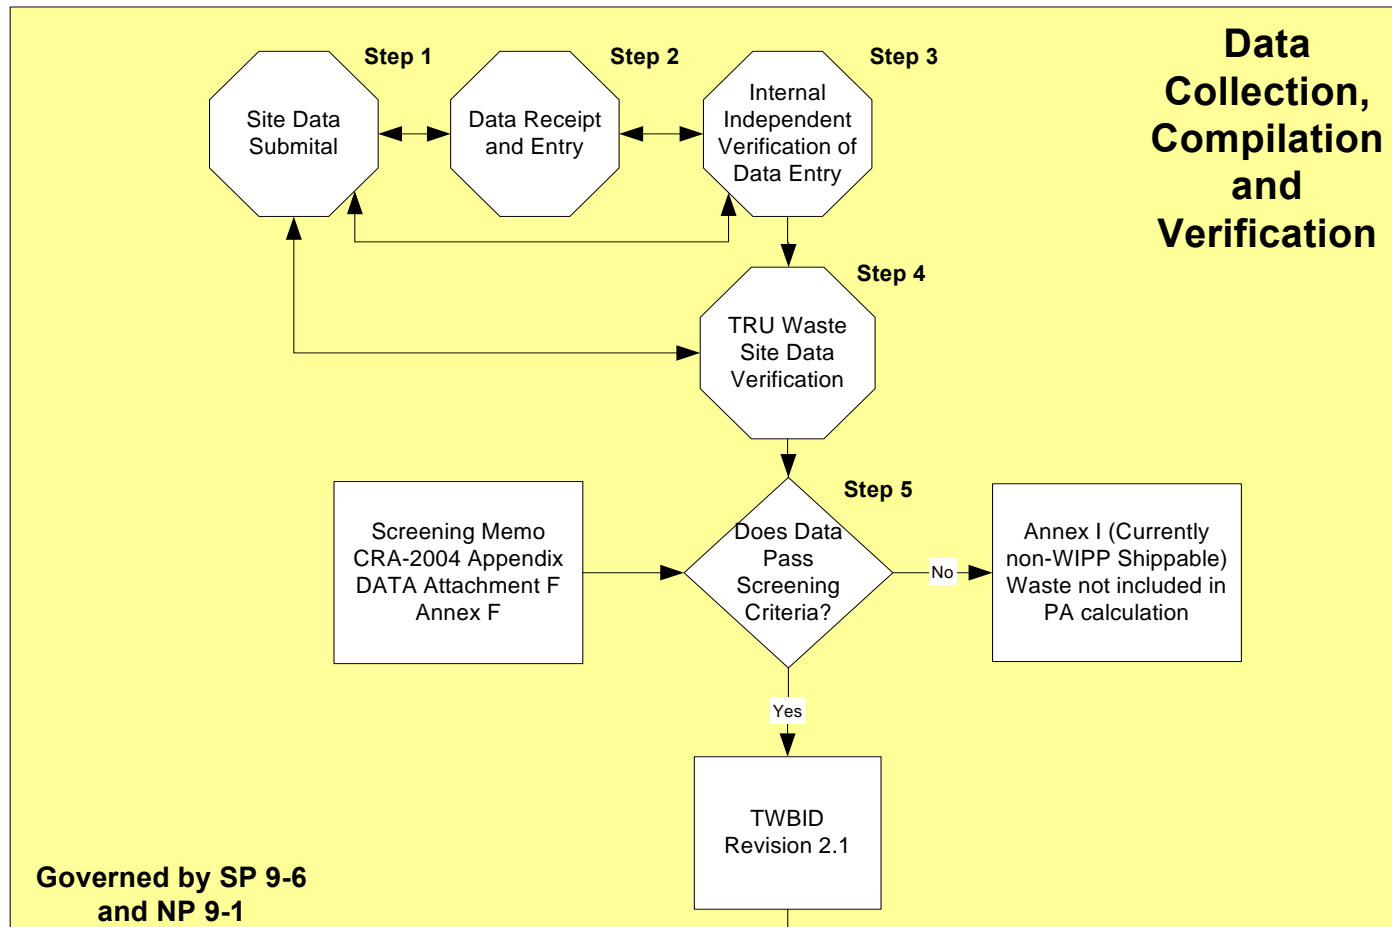 Data
Collection,
Compilation
and
Verification
Step 1
Site Data
Submital
Step 2
Data Receipt
and Entry
Step 3
Internal
Independent
Verification of
Data Entry
Step 4
TRU Waste
Site Data
Verification
Step 5
Does Data
Pass
Screening
Criteria?
Screening Memo
CRA-2004 Appendix
DATA Attachment F
Annex F
No
Annex I (Currently
non-WIPP Shippable)
Waste not included in
PA calculation
Yes
TWBID
Revision 2.1
Governed by SP 9-6
and NP 9-1